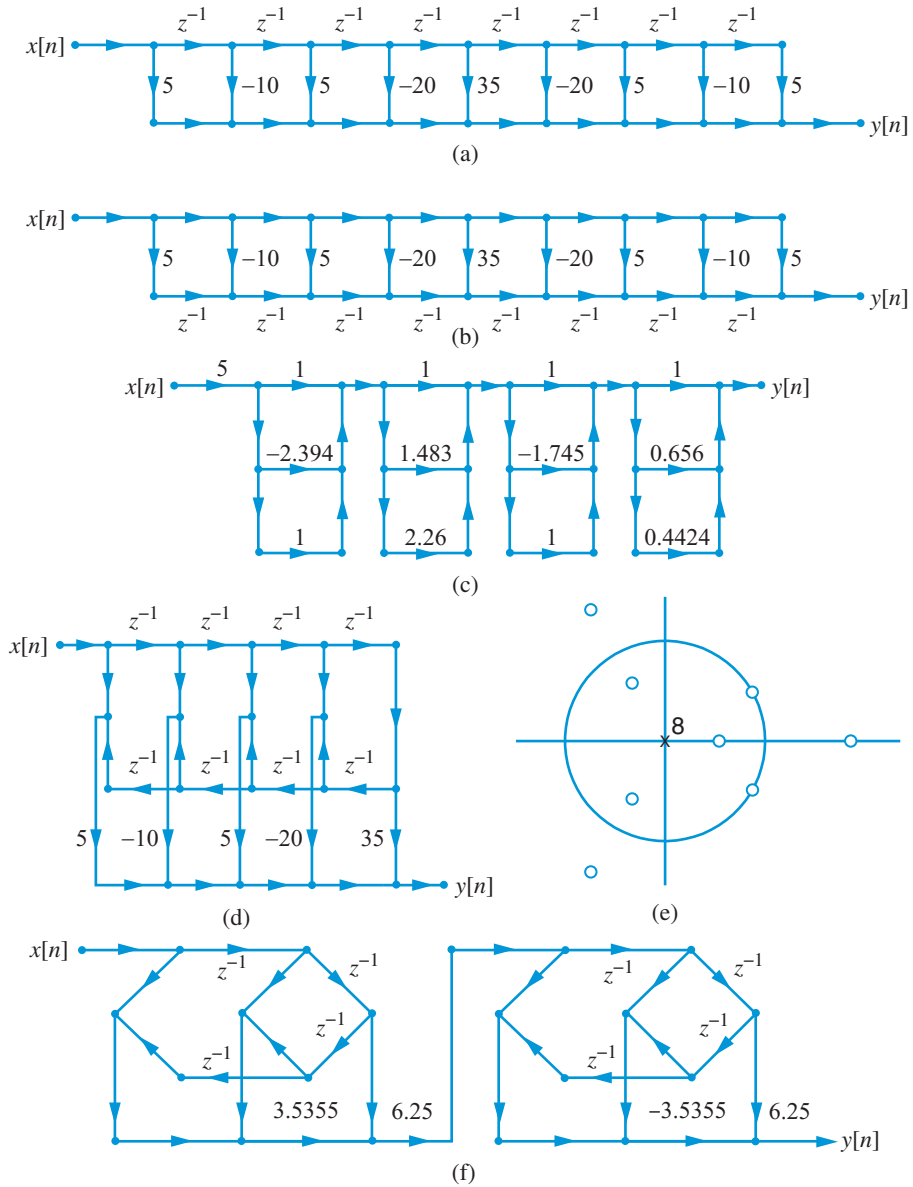 z⁻¹ z⁻¹ z⁻¹ z⁻¹ z⁻¹ z⁻¹ z⁻¹ z⁻¹
x[n]
5 −10 5 −20 35 −20 5 −10 5
y[n]
(a)
x[n]
5 −10 5 −20 35 −20 5 −10 5
y[n]
z⁻¹ z⁻¹ z⁻¹ z⁻¹ z⁻¹ z⁻¹ z⁻¹ z⁻¹
(b)
5 1 1 1 1
x[n] y[n]
−2.394 1.483 −1.745 0.656
1 2.26 1 0.4424
(c)
z⁻¹ z⁻¹ z⁻¹ z⁻¹
x[n]
z⁻¹ z⁻¹ z⁻¹ z⁻¹
5 −10 5 −20 35
y[n]
(d)
x 8
(e)
x[n]
z⁻¹ z⁻¹ z⁻¹ z⁻¹
z⁻¹ z⁻¹ z⁻¹ z⁻¹
3.5355 6.25 −3.5355 6.25
y[n]
(f)